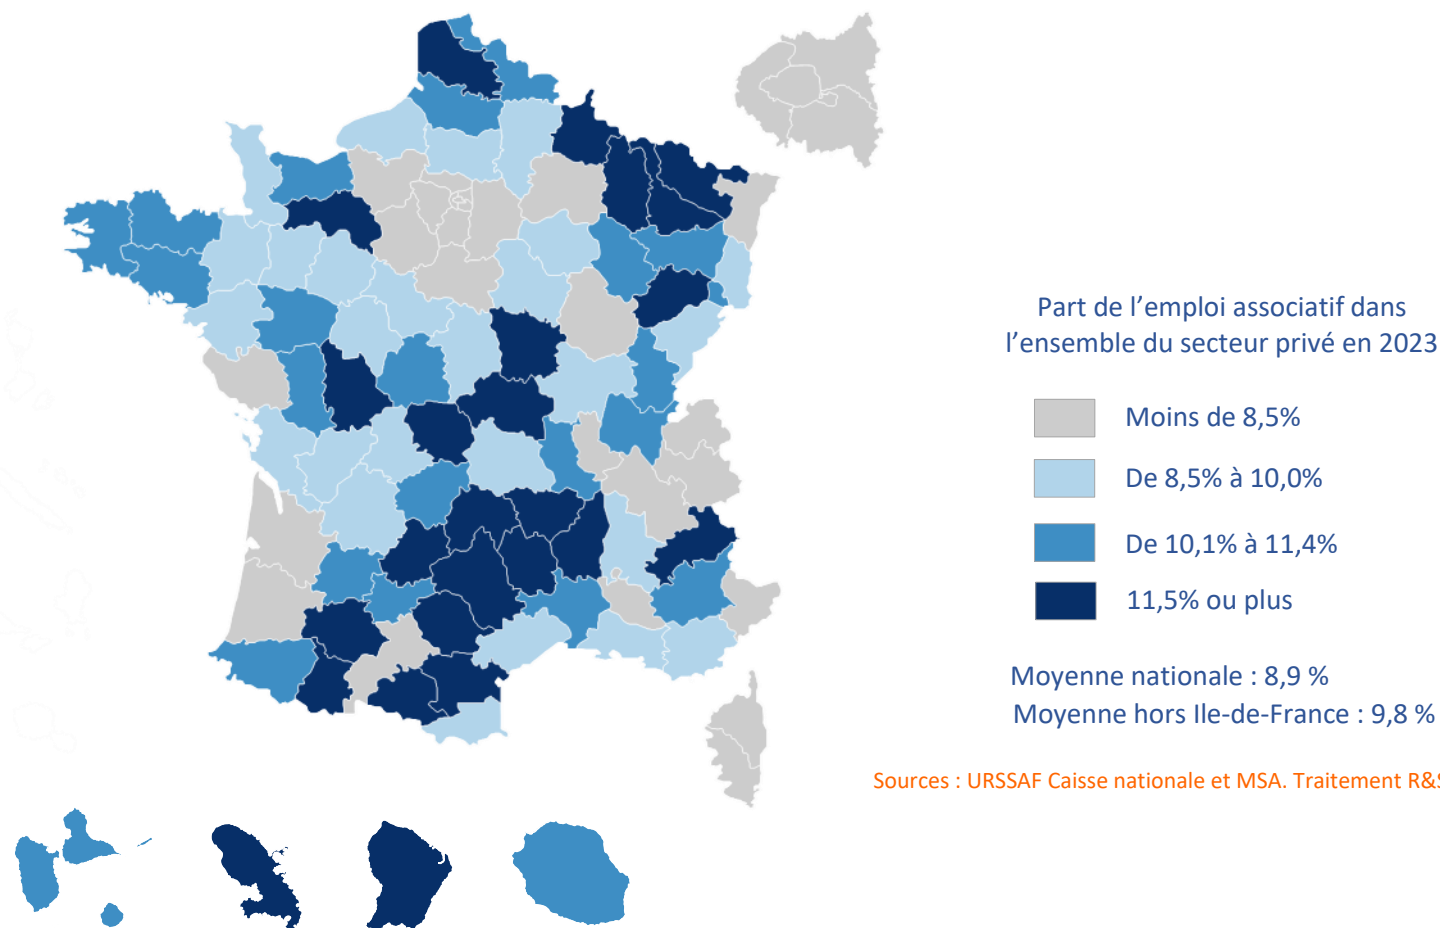 Part de l’emploi associatif dans
l’ensemble du secteur privé en 2023
Moins de 8,5%
De 8,5% à 10,0%
De 10,1% à 11,4%
11,5% ou plus
Moyenne nationale : 8,9 %
Moyenne hors Ile-de-France : 9,8 %
Sources : URSSAF Caisse nationale et MSA. Traitement